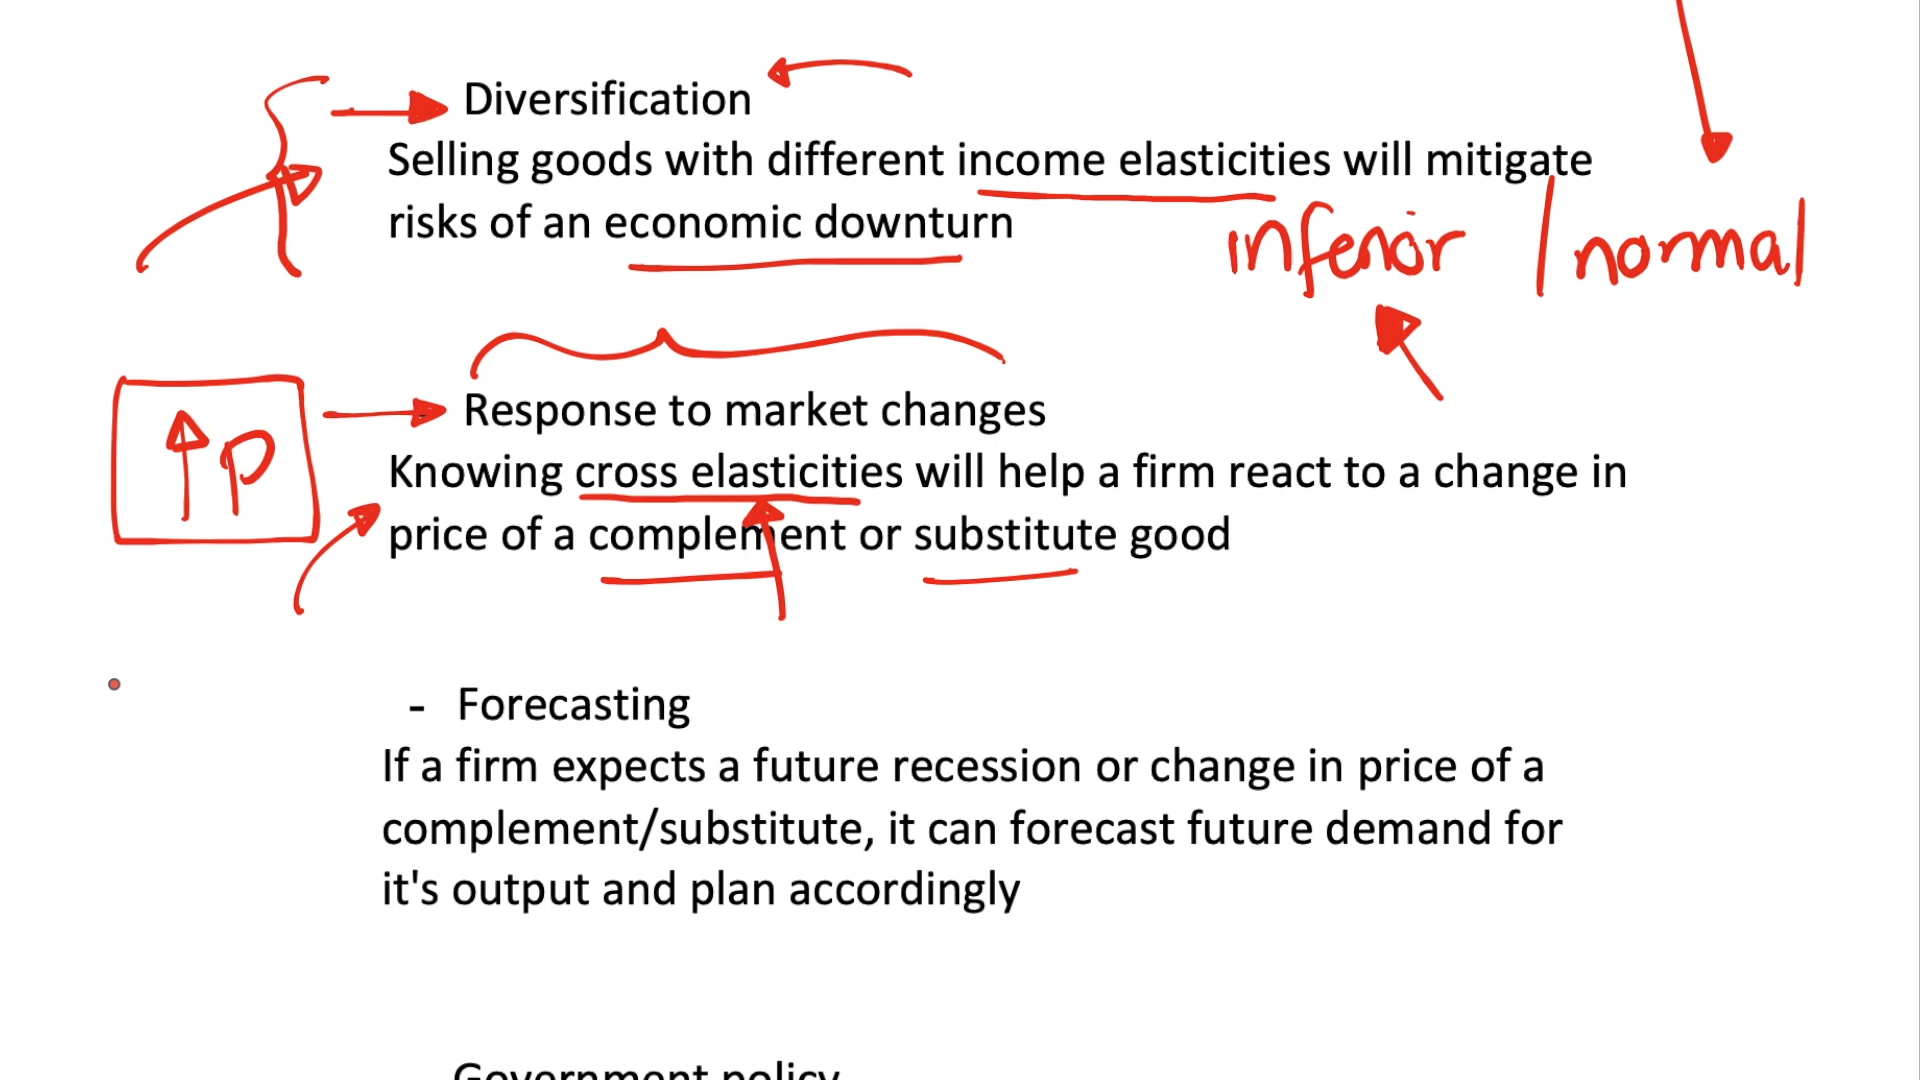 Diversification
Selling goods with different income elasticities will mitigate
risks of an economic downturn
inferior / normal
Response to market changes
↑ P
Knowing cross elasticities will help a firm react to a change in
price of a complement or substitute good
- Forecasting
If a firm expects a future recession or change in price of a
complement/substitute, it can forecast future demand for
it's output and plan accordingly
Government policy